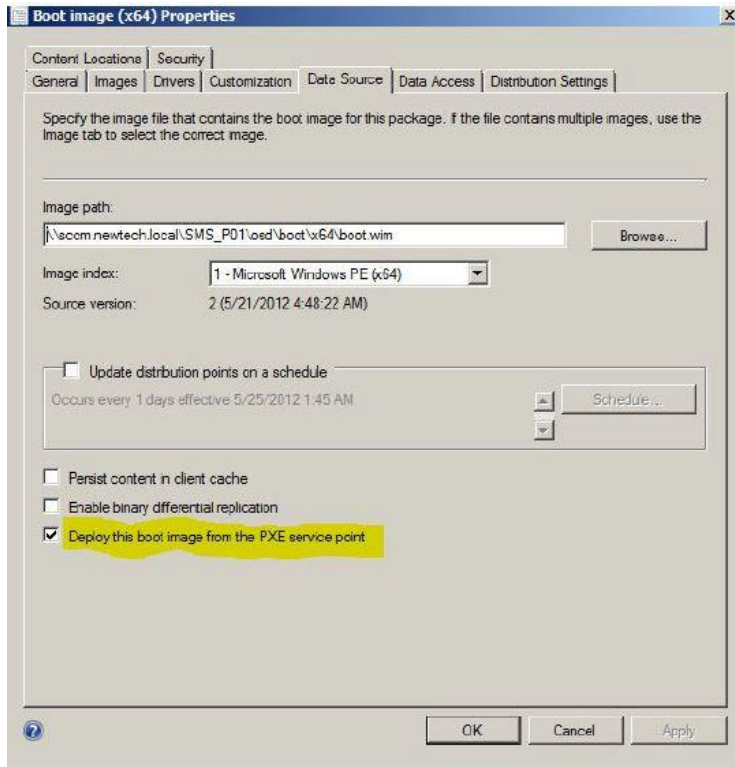 Boot image (x64) Properties
X
Content Locations Security
General Images Drivers Customization Data Source Data Access Distribution Settings
Specify the image file that contains the boot image for this package. If the file contains multiple images, use the
Image tab to select the correct image.
Image path:
\\sccm.newtech.local\SMS_P01\osd\boot\x64\boot.wim
Browse...
Image index:
1 - Microsoft Windows PE (x64)
Source version:
2 (5/21/2012 4:48:22 AM)
Update distribution points on a schedule
Occurs every 1 days effective 5/25/2012 1:45 AM
Schedule...
Persist content in client cache
Enable binary differential replication
Deploy this boot image from the PXE service point
?
OK Cancel Apply